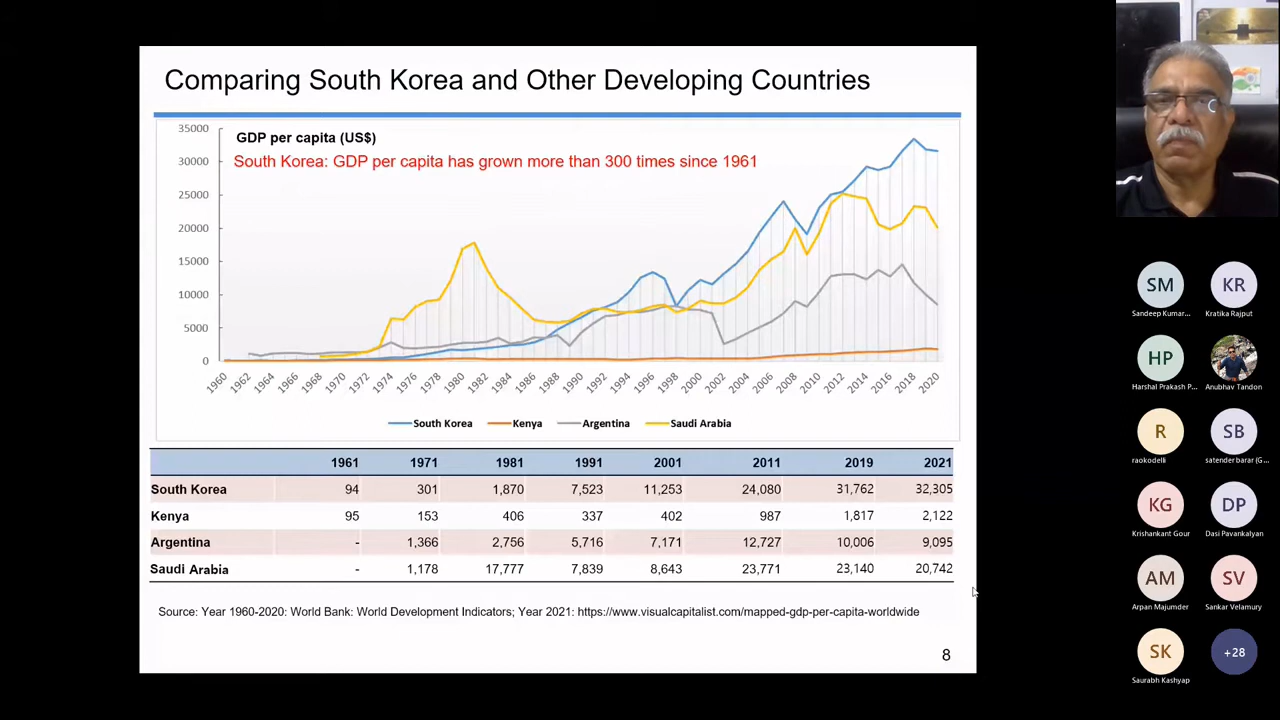 Comparing South Korea and Other Developing Countries
GDP per capita (US$)
South Korea: GDP per capita has grown more than 300 times since 1961
35000
30000
25000
20000
15000
10000
5000
0
1960 1962 1964 1966 1968 1970 1972 1974 1976 1978 1980 1982 1984 1986 1988 1990 1992 1994 1996 1998 2000 2002 2004 2006 2008 2010 2012 2014 2016 2018 2020
South Korea Kenya Argentina Saudi Arabia
1961 1971 1981 1991 2001 2011 2019 2021
South Korea 94 301 1,870 7,523 11,253 24,080 31,762 32,305
Kenya 95 153 406 337 402 987 1,817 2,122
Argentina - 1,366 2,756 5,716 7,171 12,727 10,006 9,095
Saudi Arabia - 1,178 17,777 7,839 8,643 23,771 23,140 20,742
Source: Year 1960-2020: World Bank: World Development Indicators; Year 2021: https://www.visualcapitalist.com/mapped-gdp-per-capita-worldwide
8
SM KR
Sandeep Kumar... Kratika Rajput
HP
Harshal Prakash P... Anubhav Tandon
R SB
raokodelli satender barar (G...
KG DP
Krishankant Gour Dasi Pavankalyan
AM SV
Arpan Majumder Sankar Velamury
SK +28
Saurabh Kashyap